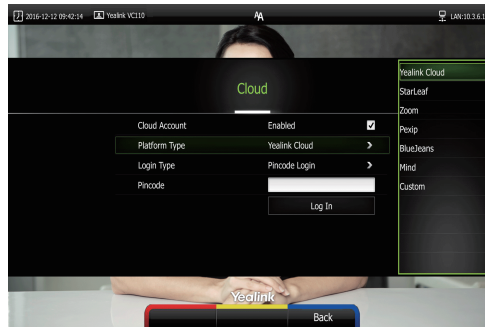 2016-12-12 09:42:14 Yealink VC110 AA LAN:10.3.6.1
Cloud
Cloud Account Enabled
Platform Type Yealink Cloud
Login Type Pincode Login
Pincode
Log In
Yealink Cloud
StarLeaf
Zoom
Pexip
BlueJeans
Mind
Custom
Yealink
Back